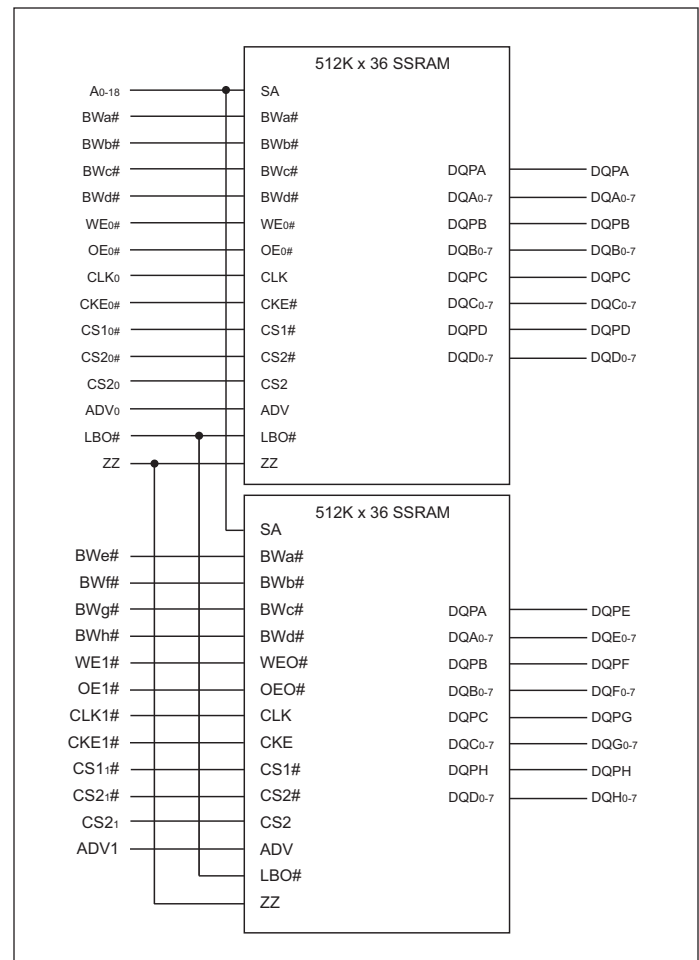 512K x 36 SSRAM
A0-18 SA
BWa# BWa#
BWb# BWb#
BWc# BWc# DQPA DQPA
BWd# BWd# DQA0-7 DQA0-7
WE0# WE0# DQPB DQPB
OE0# OE0# DQB0-7 DQB0-7
CLK0 CLK DQPC DQPC
CKE0# CKE# DQC0-7 DQC0-7
CS10# CS1# DQPD DQPD
CS20# CS2# DQD0-7 DQD0-7
CS20 CS2
ADV0 ADV
LBO# LBO#
ZZ ZZ
512K x 36 SSRAM
SA
BWe# BWa#
BWf# BWb#
BWg# BWc# DQPA DQPE
BWh# BWd# DQA0-7 DQE0-7
WE1# WEO# DQPB DQPF
OE1# OEO# DQB0-7 DQF0-7
CLK1# CLK DQPC DQPG
CKE1# CKE DQC0-7 DQG0-7
CS11# CS1# DQPH DQPH
CS21# CS2# DQD0-7 DQH0-7
CS21 CS2
ADV1 ADV
LBO#
ZZ